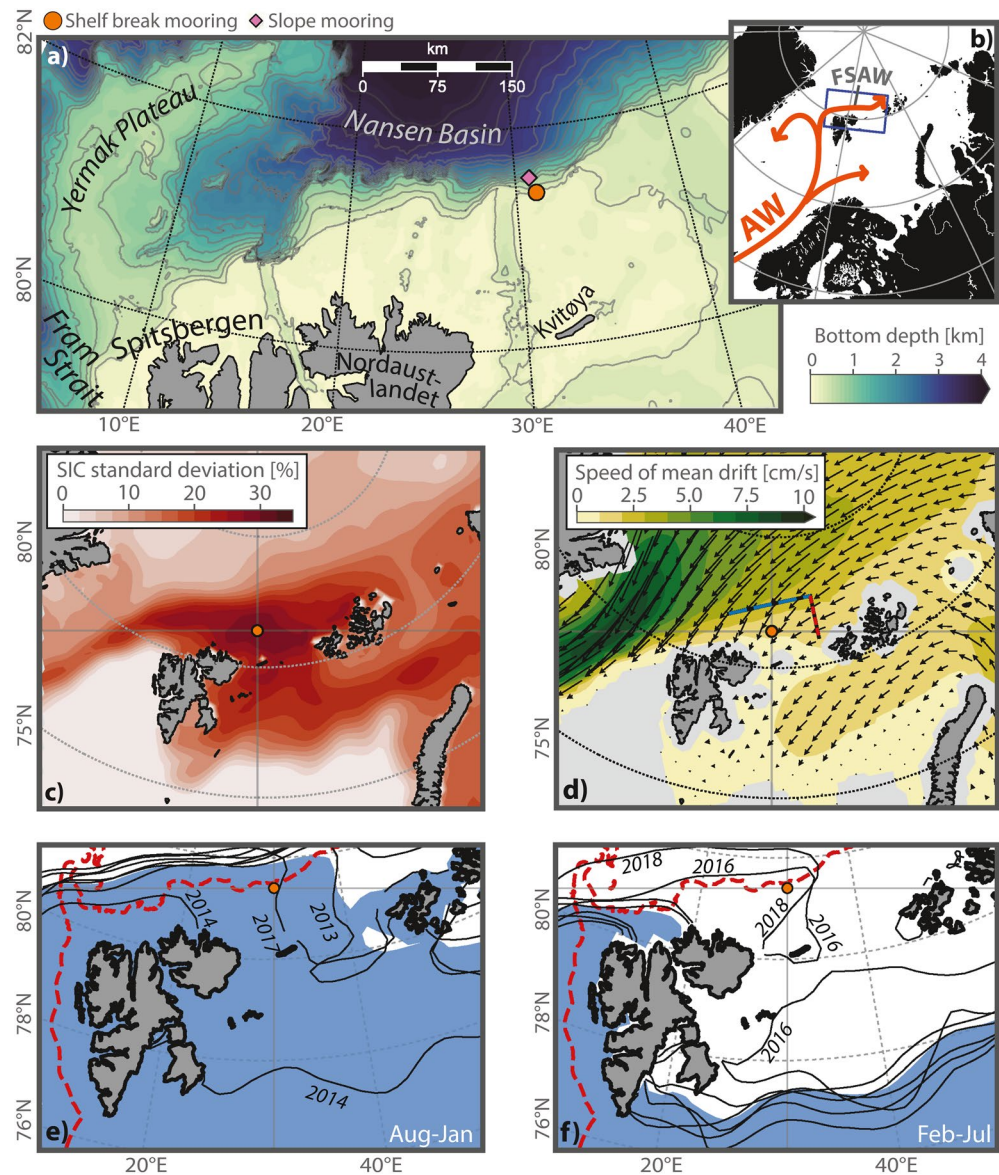 Shelf break mooring
Slope mooring
82°N
a)
km
0 75 150
Yermak Plateau
Nansen Basin
80°N
Fram
Strait
Spitsbergen
Nordaust-
landet
Kvitøya
10°E 20°E 30°E 40°E
b)
FSAW
AW
Bottom depth [km]
0 1 2 3 4
SIC standard deviation [%]
0 10 20 30
80°N
75°N
c)
Speed of mean drift [cm/s]
0 2.5 5.0 7.5 10
80°N
75°N
d)
2014
2017
2013
2014
80°N
78°N
76°N
e)
Aug-Jan
20°E 40°E
2018
2016
2018
2016
2016
80°N
78°N
76°N
f)
Feb-Jul
20°E 40°E